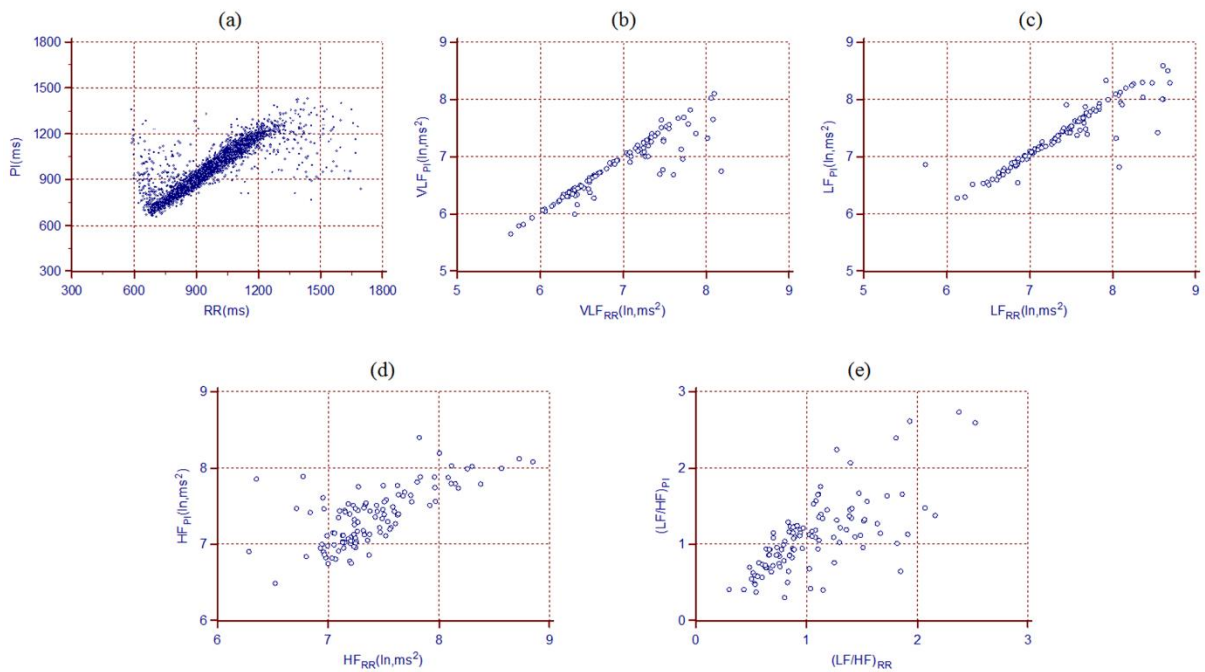 (a)
1800
1500
1200
900
600
300
PI(ms)
300 600 900 1200 1500 1800
RR(ms)
(b)
9
8
7
6
5
VLF_PI(ln,ms²)
5 6 7 8 9
VLF_RR(ln,ms²)
(c)
9
8
7
6
5
LF_PI(ln,ms²)
5 6 7 8 9
LF_RR(ln,ms²)
(d)
9
8
7
6
HF_PI(ln,ms²)
6 7 8 9
HF_RR(ln,ms²)
(e)
3
2
1
0
(LF/HF)_PI
0 1 2 3
(LF/HF)_RR